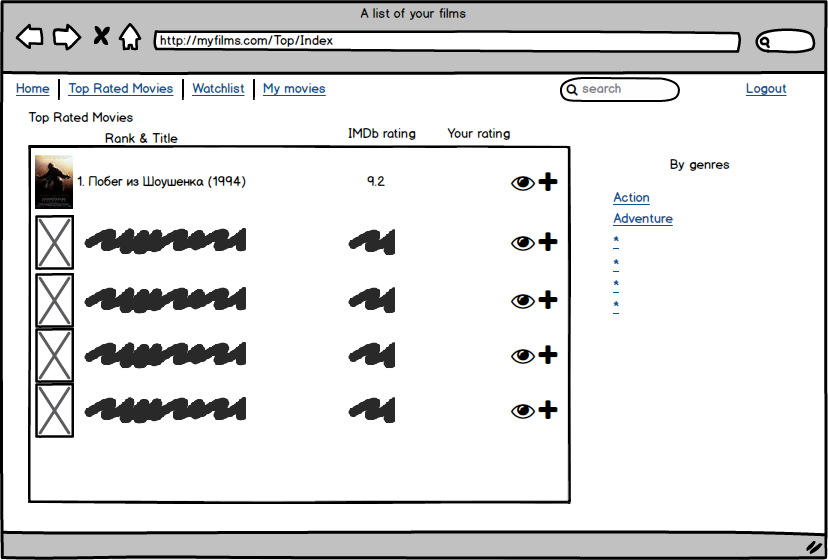 A list of your films
http://myfilms.com/Top/Index
Home Top Rated Movies Watchlist My movies search Logout
Top Rated Movies
Rank & Title IMDb rating Your rating
1. Побег из Шоушенка (1994) 9.2
By genres
Action
Adventure
*
*
*
*